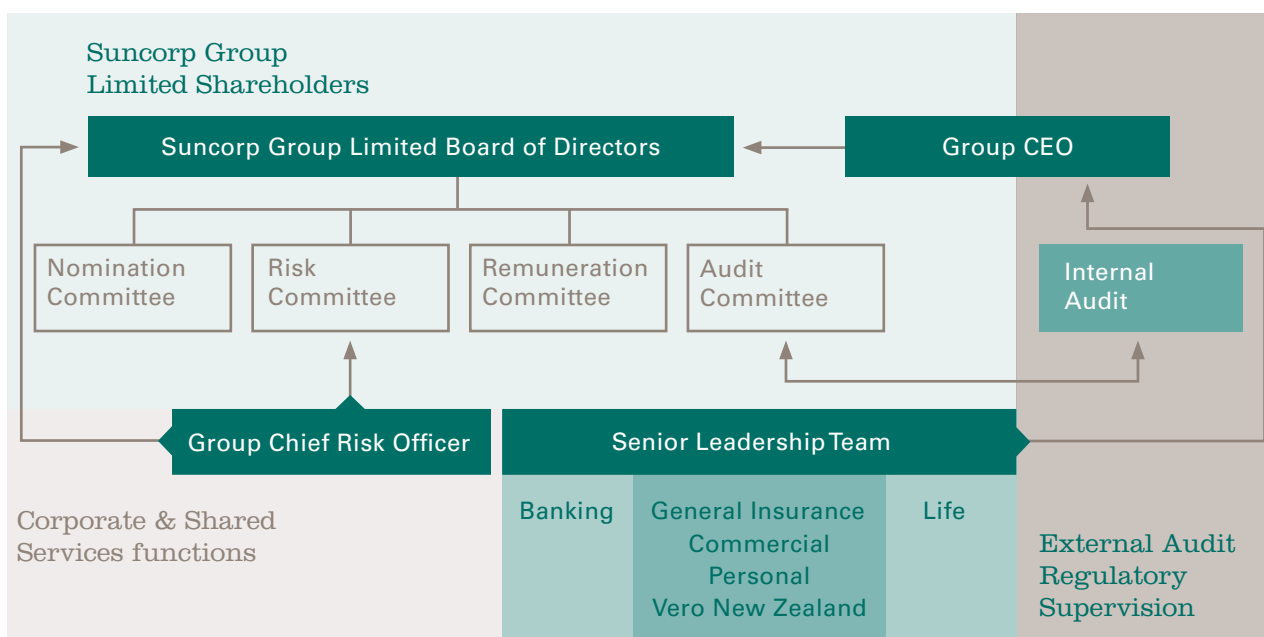 Suncorp Group
Limited Shareholders
Suncorp Group Limited Board of Directors
Group CEO
Nomination
Committee
Risk
Committee
Remuneration
Committee
Audit
Committee
Internal
Audit
Group Chief Risk Officer
Senior Leadership Team
Corporate & Shared
Services functions
Banking
General Insurance
Commercial
Personal
Vero New Zealand
Life
External Audit
Regulatory
Supervision